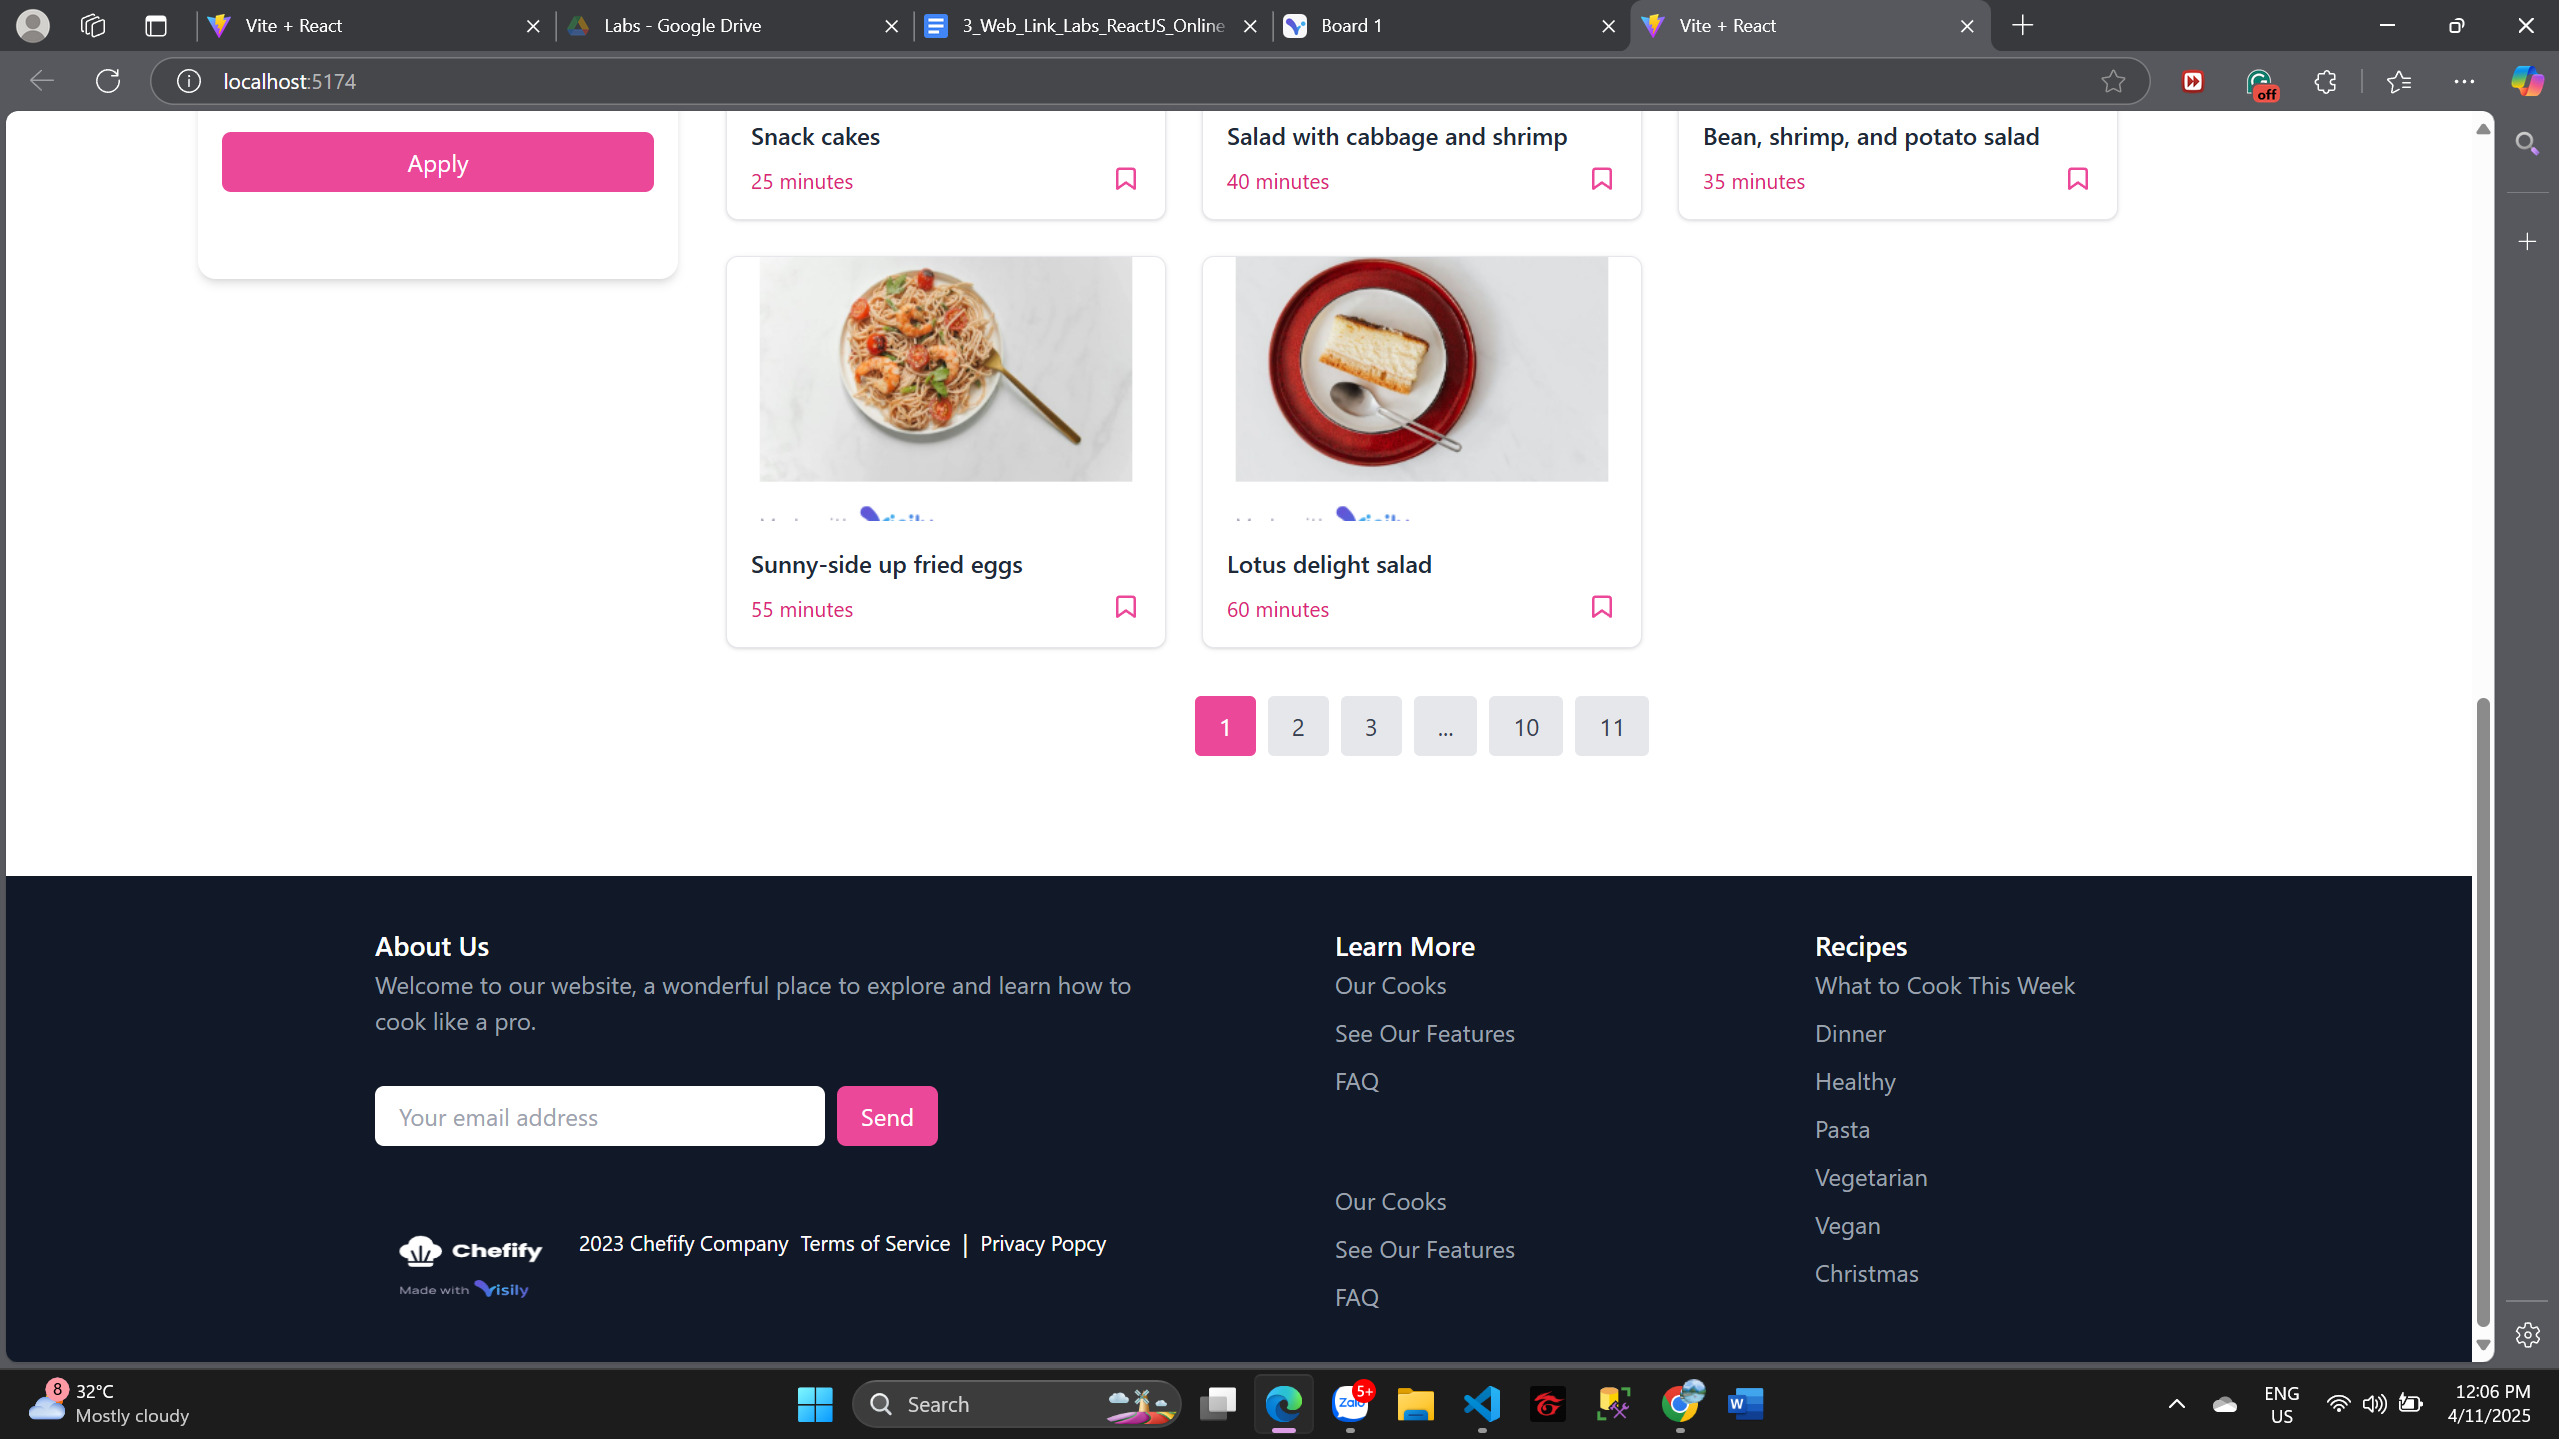 Vite + React
Labs - Google Drive
3_Web_Link_Labs_ReactJS_Online
Board 1
Vite + React
localhost:5174
off
Apply
Snack cakes
25 minutes
Salad with cabbage and shrimp
40 minutes
Bean, shrimp, and potato salad
35 minutes
Sunny-side up fried eggs
55 minutes
Lotus delight salad
60 minutes
1 2 3 ... 10 11
About Us
Welcome to our website, a wonderful place to explore and learn how to
cook like a pro.
Your email address
Send
Chefify
Made with Visily
2023 Chefify Company Terms of Service | Privacy Popcy
Learn More
Our Cooks
See Our Features
FAQ
Our Cooks
See Our Features
FAQ
Recipes
What to Cook This Week
Dinner
Healthy
Pasta
Vegetarian
Vegan
Christmas
8
32°C
Mostly cloudy
Search
Zalo
5+
W
ENG
US
12:06 PM
4/11/2025